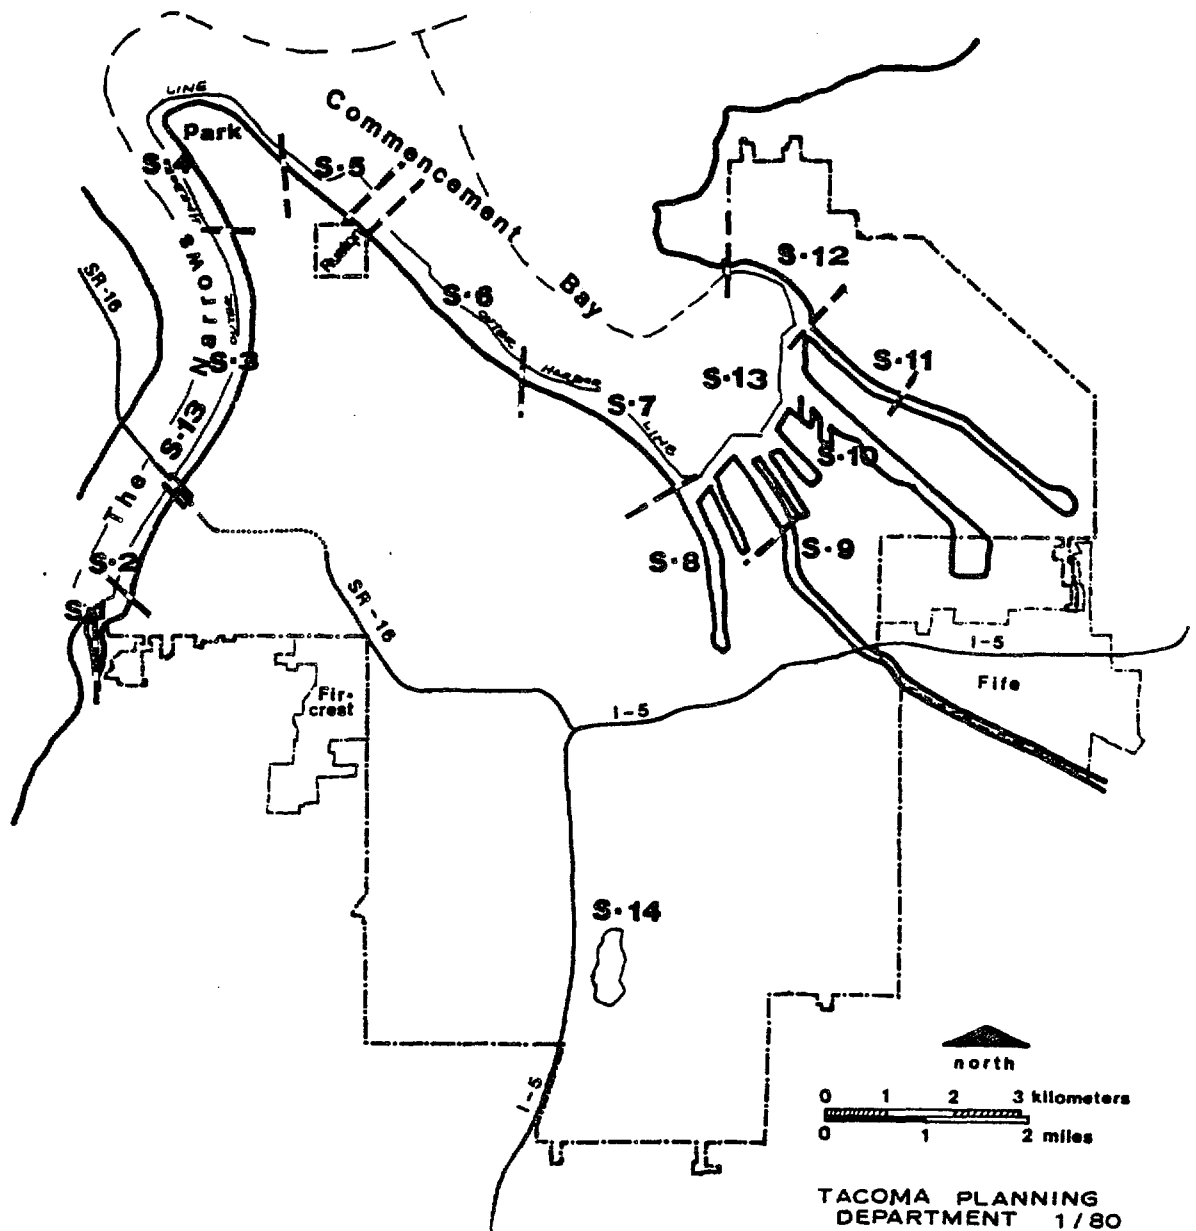 LINE
Park
Commencement
Bay
S-4
S-5
Ruston
SR-16
The Narrows
S-12
S-6
OUTER
HARBOR
LINE
S-3
S-13
S-11
S-7
S-13
S-10
S-2
S-8
S-9
SR-16
I-5
Fife
Fir-
crest
I-5
S-14
I-5
north
0 1 2 3 kilometers
0 1 2 miles
TACOMA PLANNING
DEPARTMENT 1/80